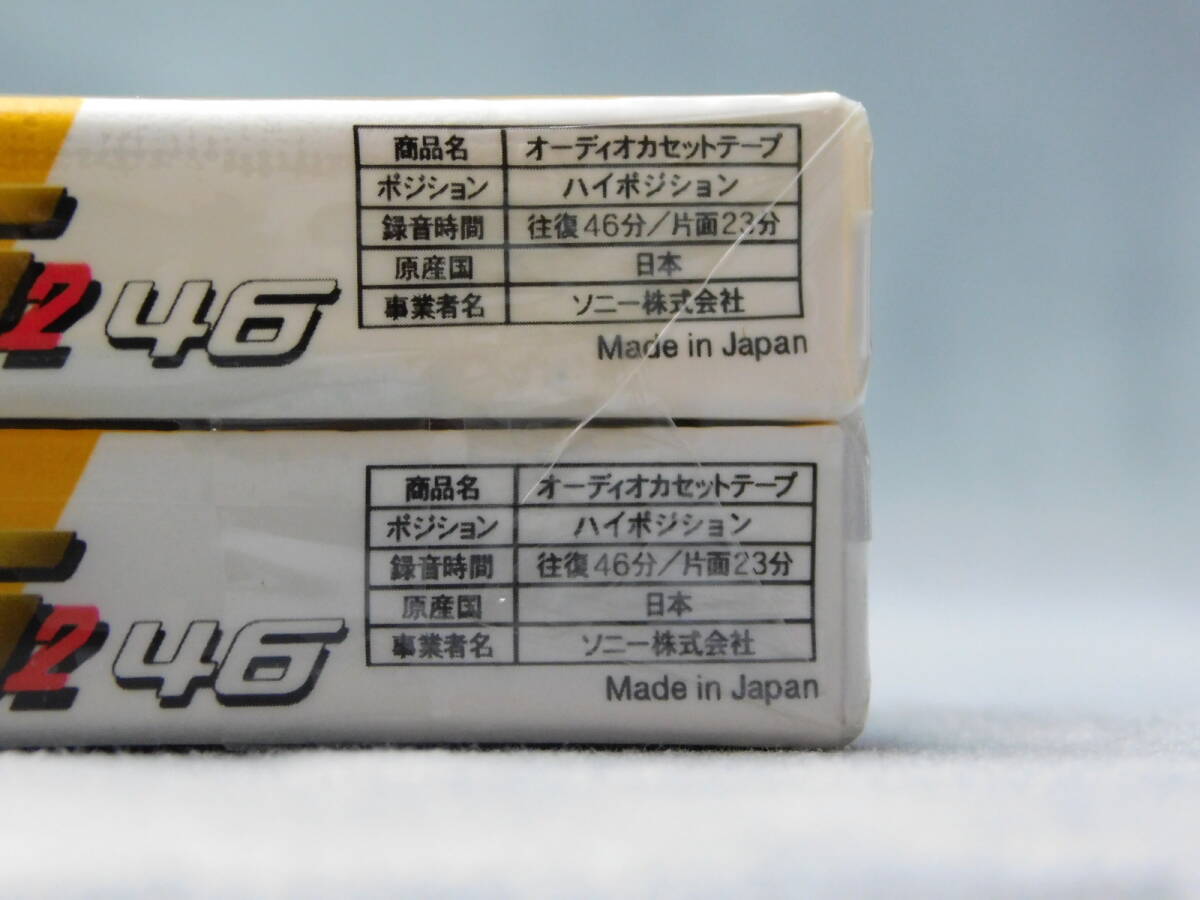 商品名 オーディオカセットテープ
ポジション ハイポジション
録音時間 往復46分/片面23分
原産国 日本
事業者名 ソニー株式会社
2 46
Made in Japan
商品名 オーディオカセットテープ
ポジション ハイポジション
録音時間 往復46分/片面23分
原産国 日本
事業者名 ソニー株式会社
2 46
Made in Japan